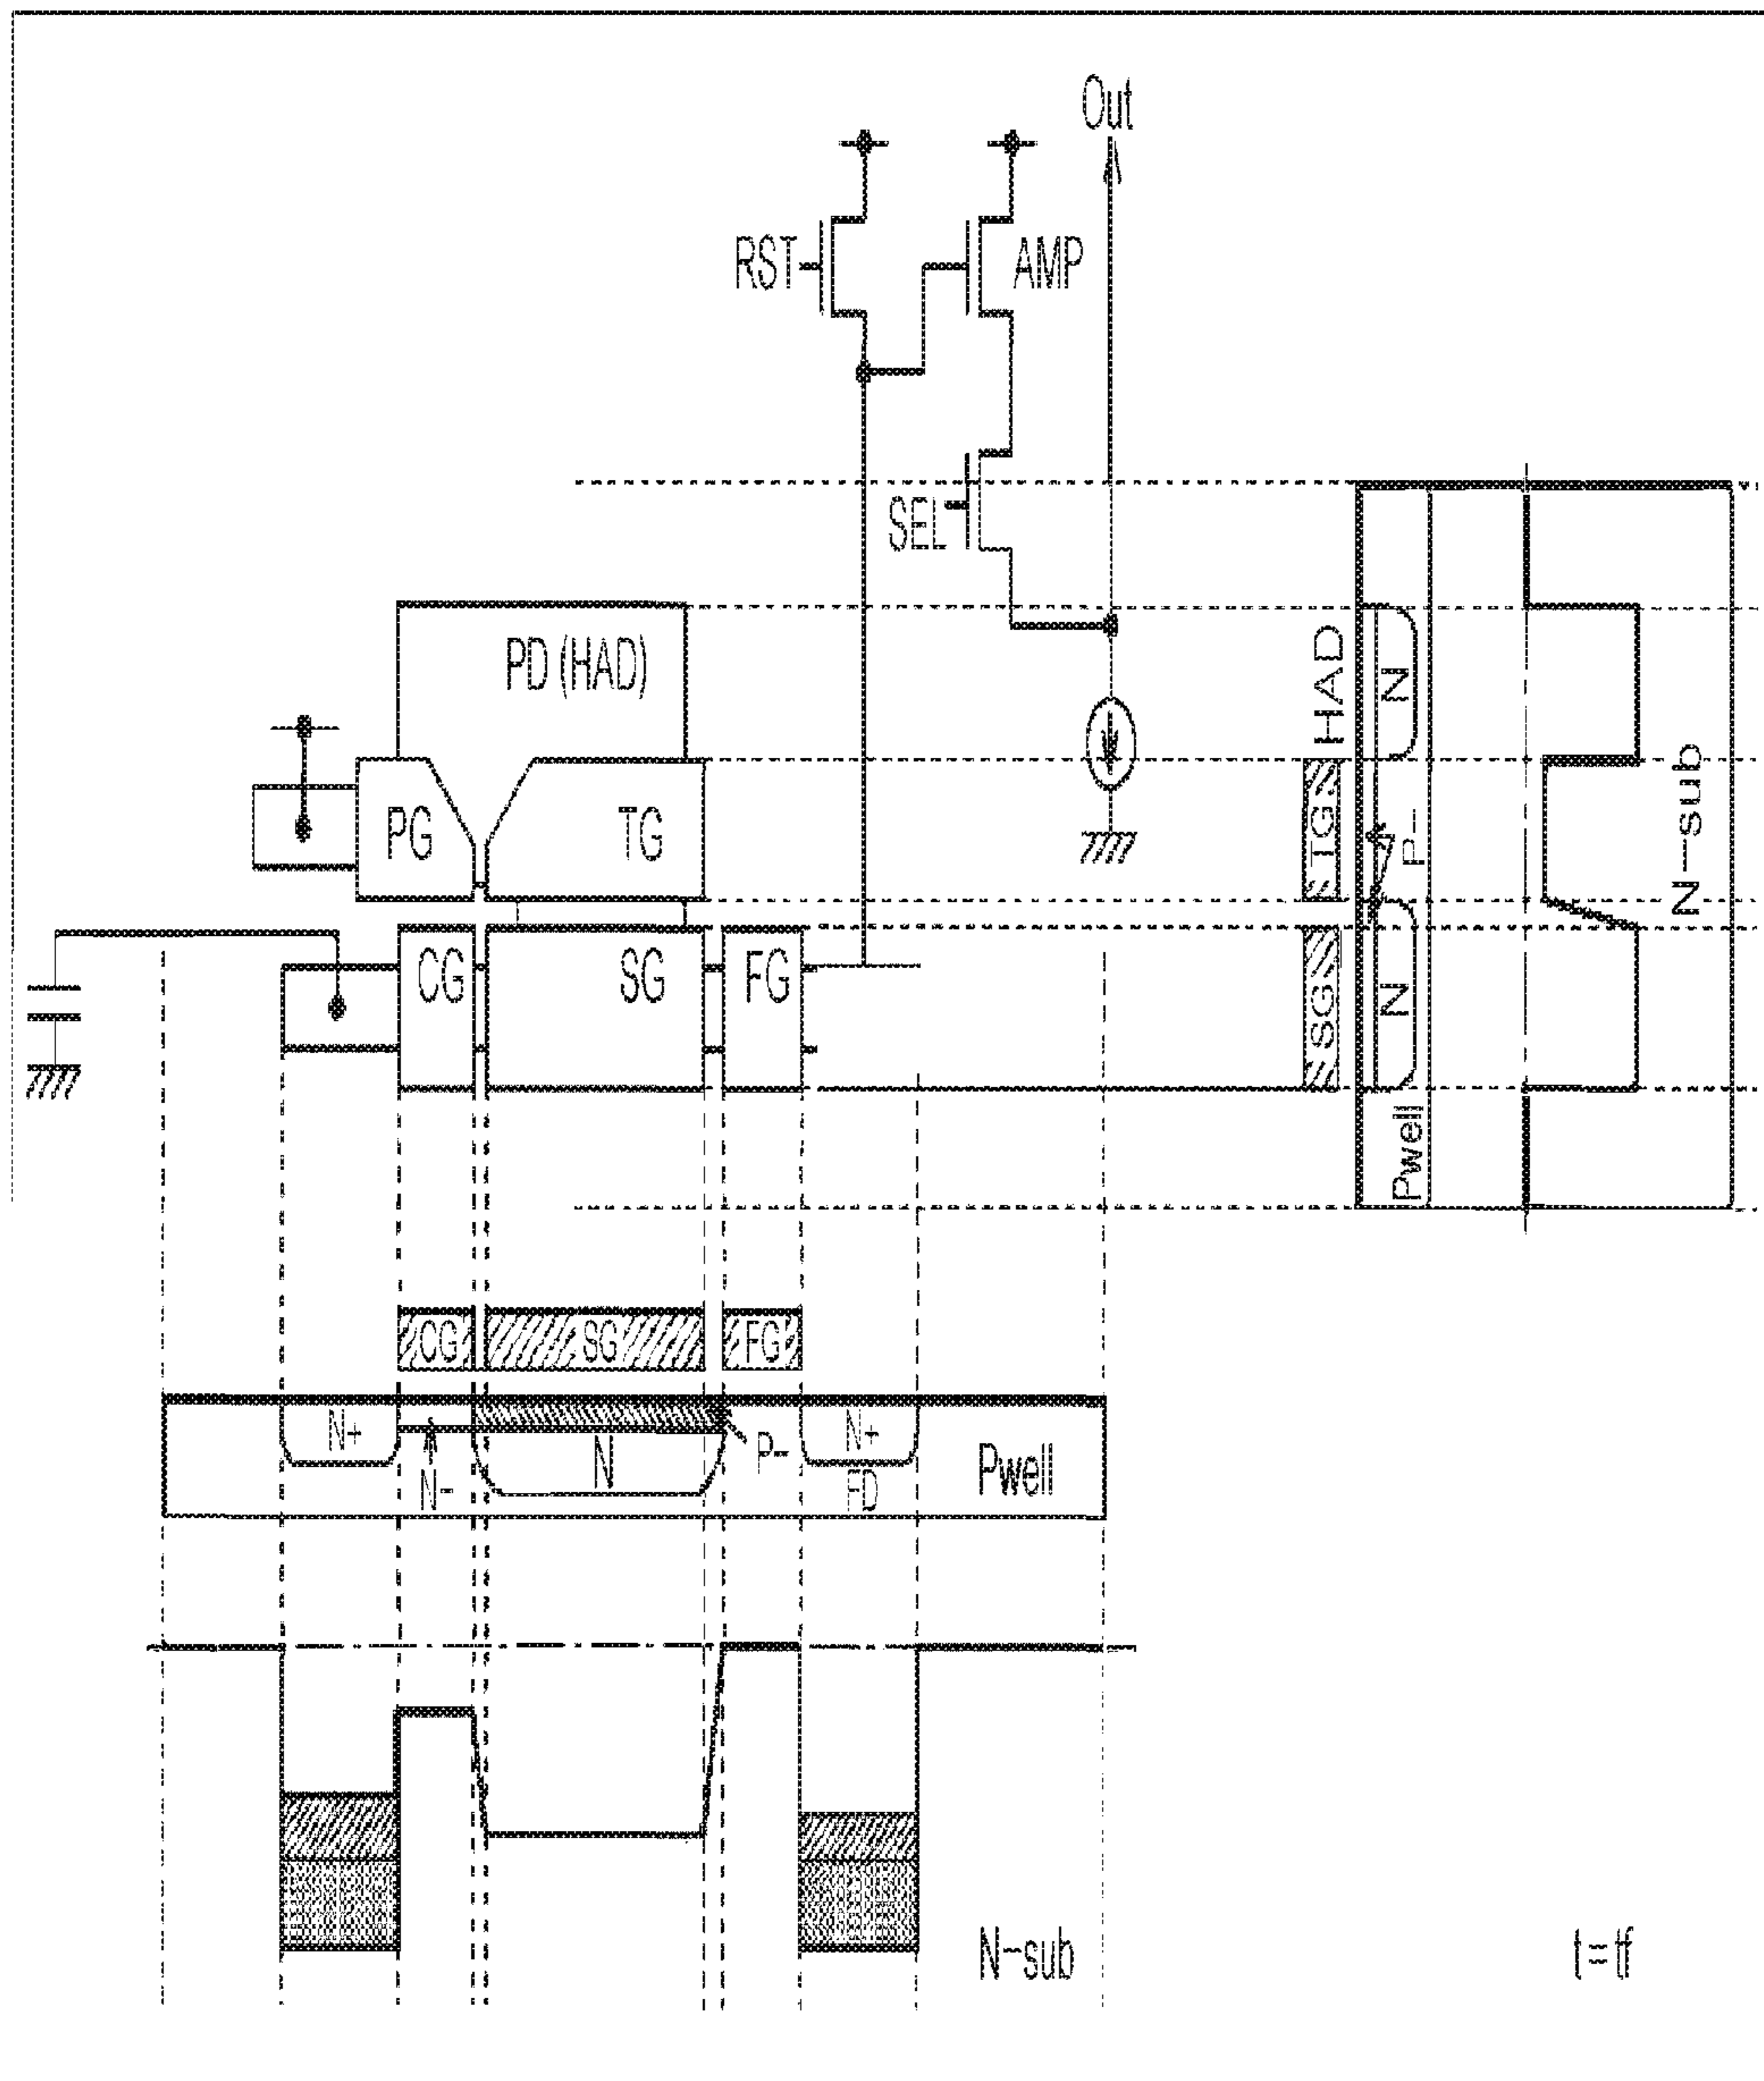 Out
RST
AMP
SEL
PD (HAD)
HAD
N
PG
TG
TG
P-
N-sub
CG
SG
FG
SG
N
Pwell
CG
SG
FG
N+
N-
N
P-
N+
FD
Pwell
N-sub
t=tf